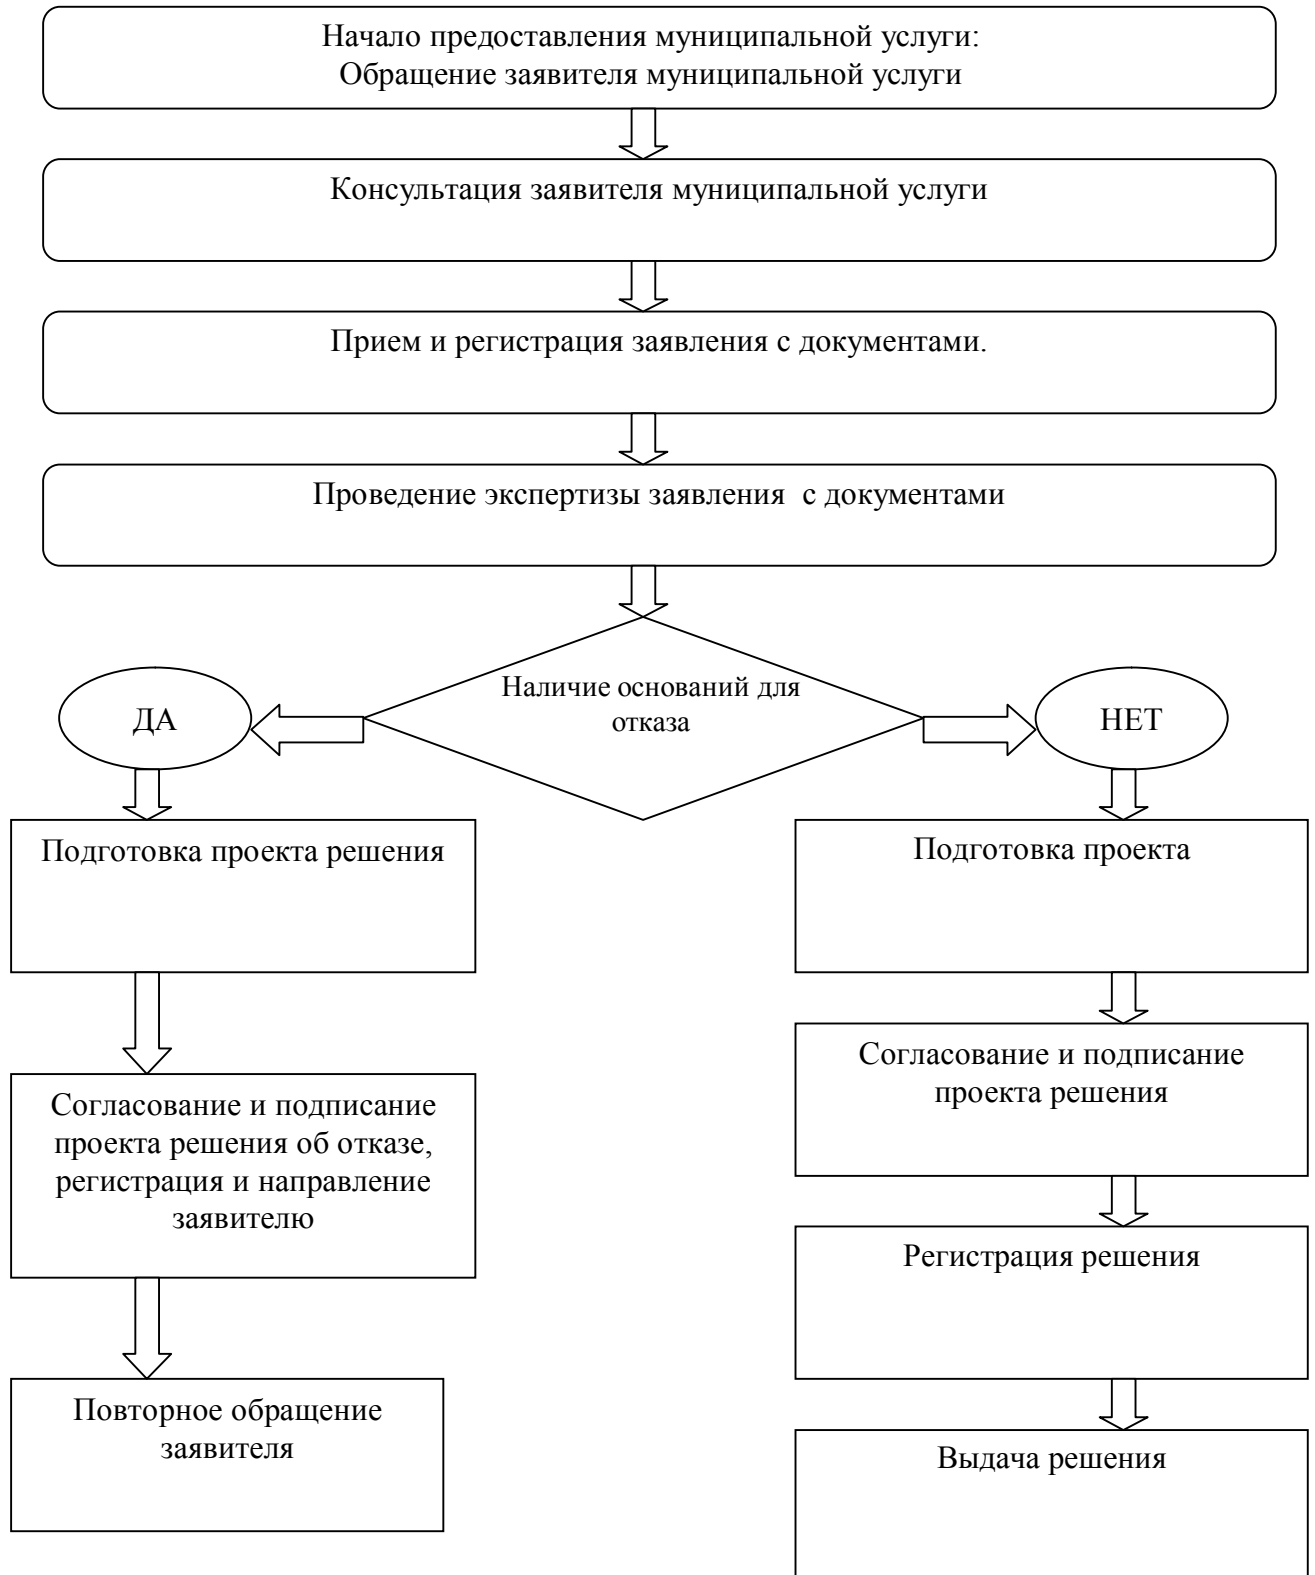 Начало предоставления муниципальной услуги:
Обращение заявителя муниципальной услуги
Консультация заявителя муниципальной услуги
Прием и регистрация заявления с документами.
Проведение экспертизы заявления  с документами
Наличие оснований для
отказа
ДА
НЕТ
Подготовка проекта решения
Согласование и подписание
проекта решения об отказе,
регистрация и направление
заявителю
Повторное обращение
заявителя
Подготовка проекта
Согласование и подписание
проекта решения
Регистрация решения
Выдача решения